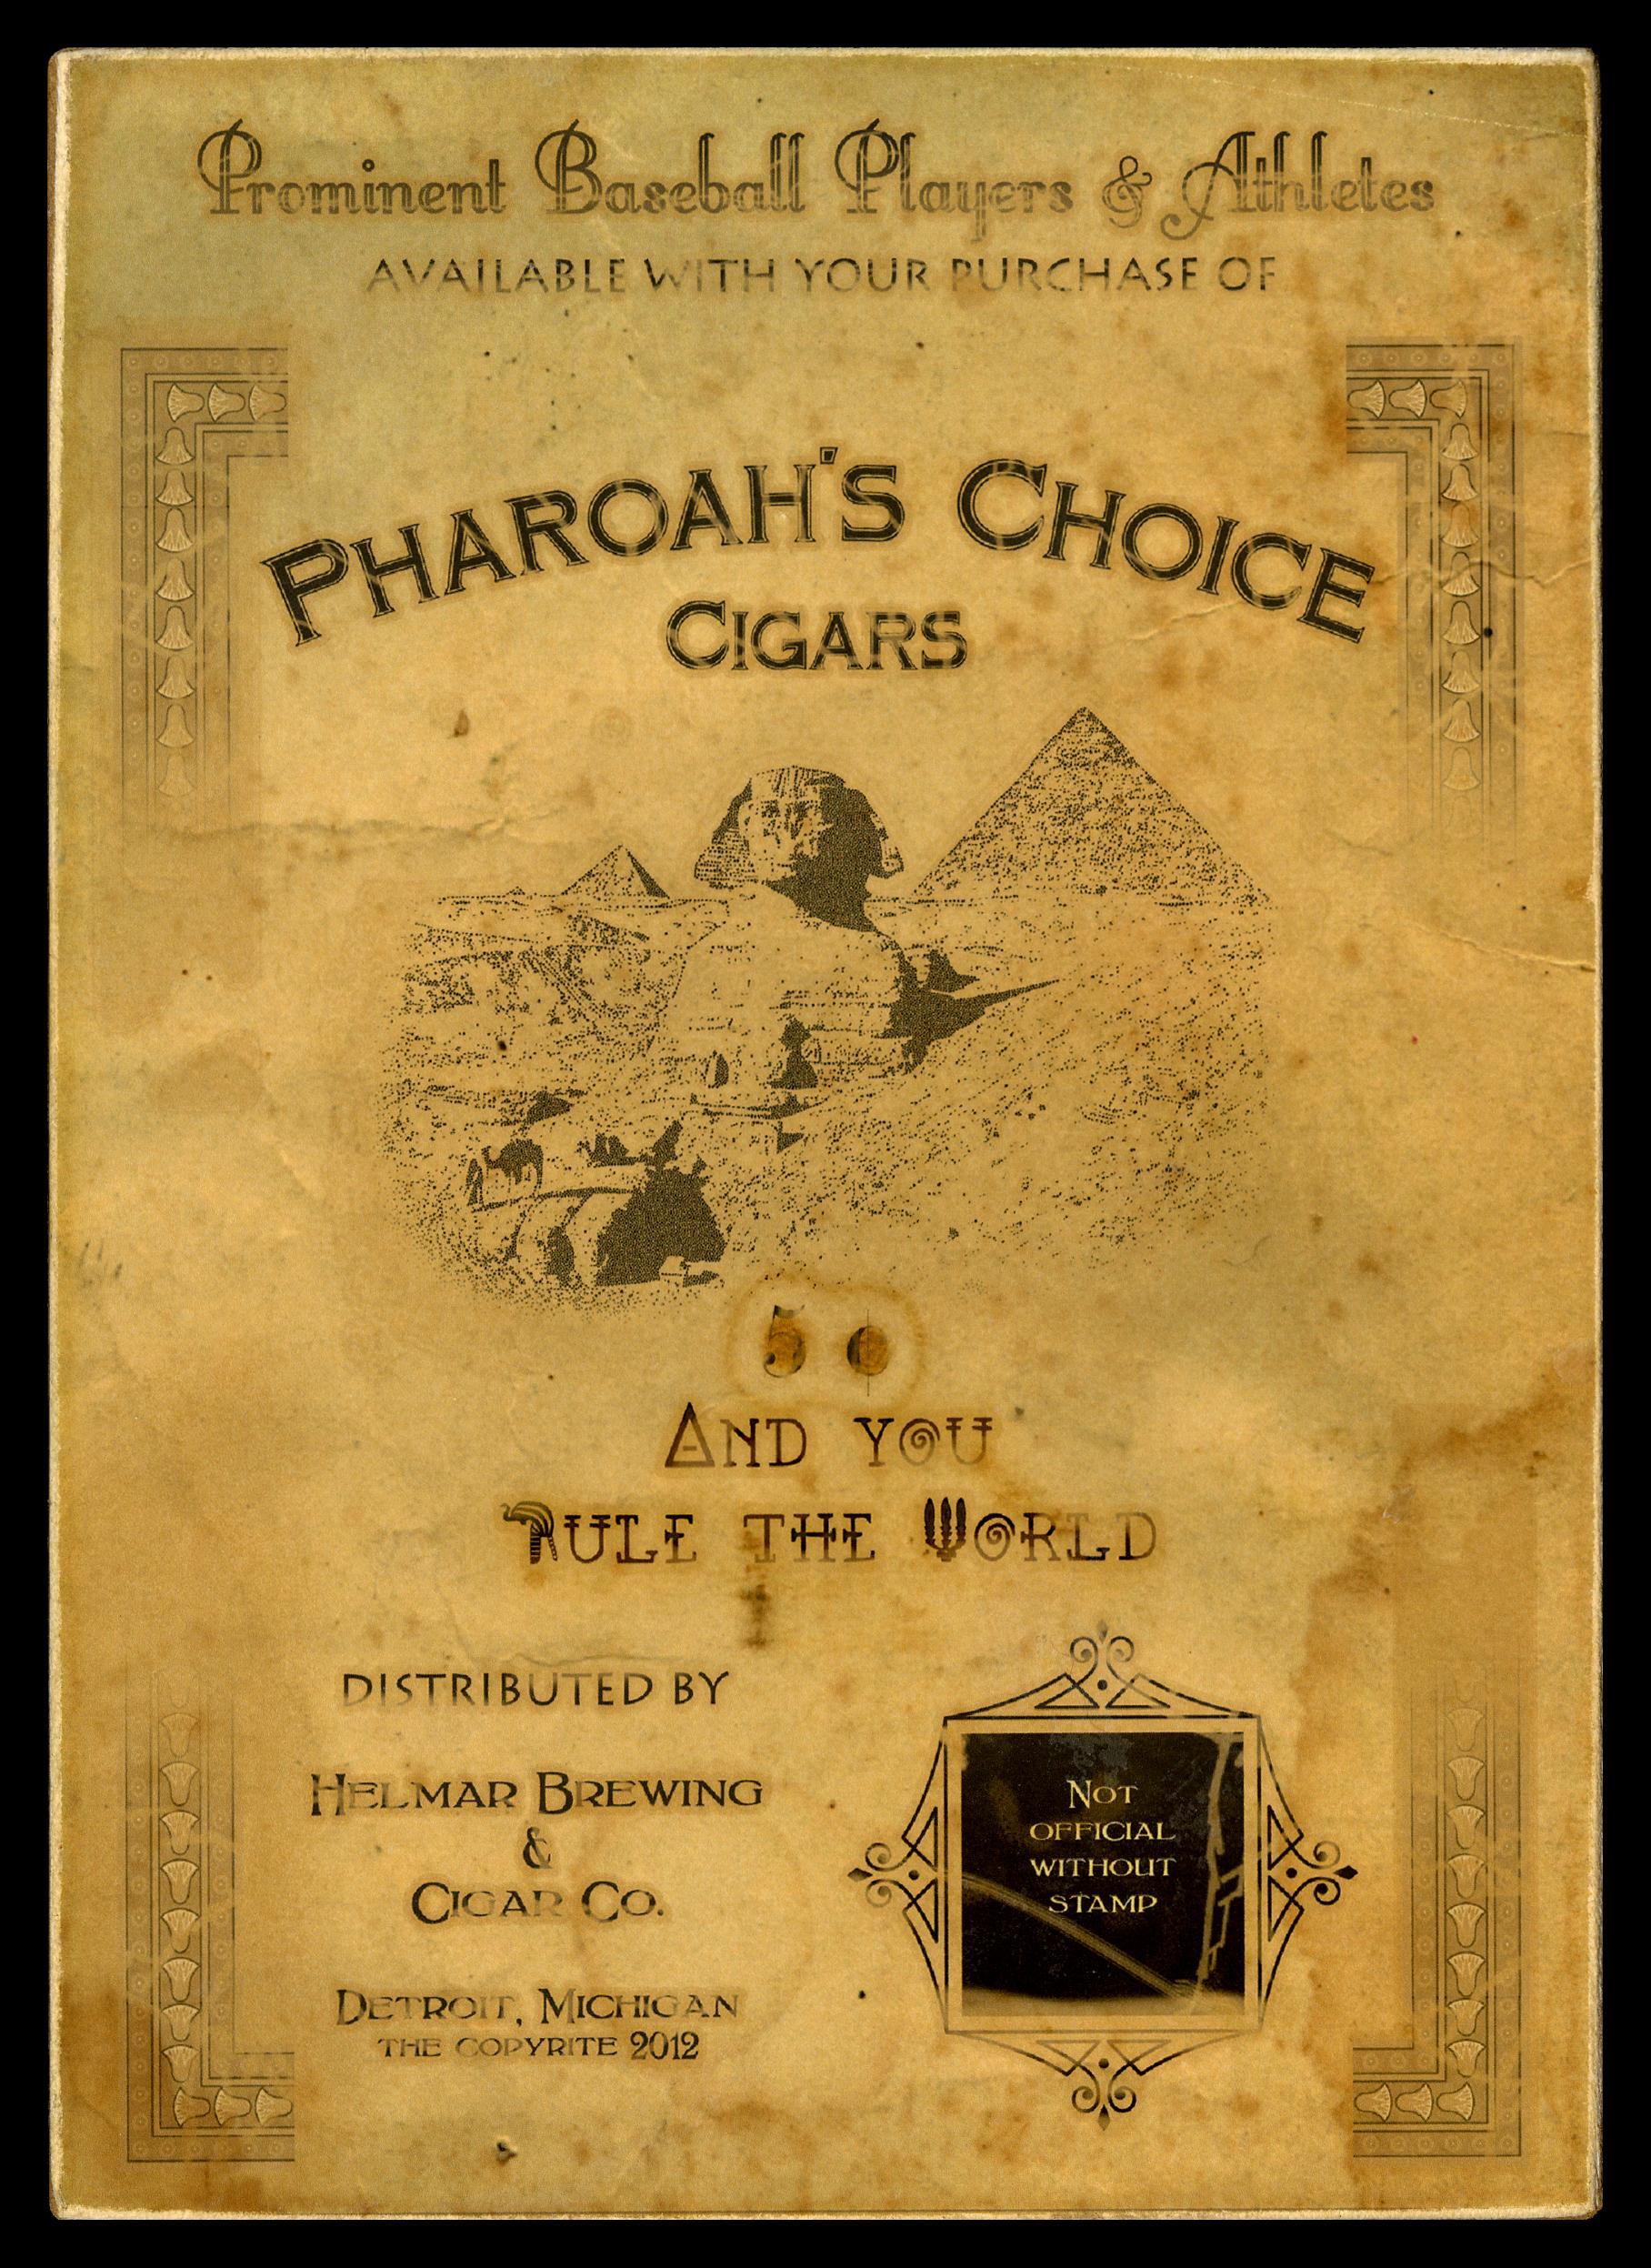 Prominent Baseball Players & Athletes
AVAILABLE WITH YOUR PURCHASE OF
PHAROAH'S CHOICE
CIGARS
5 ¢
AND YOU
RULE THE WORLD
DISTRIBUTED BY
HELMAR BREWING
&
CIGAR CO.
DETROIT, MICHIGAN
THE COPYRITE 2012
NOT
OFFICIAL
WITHOUT
STAMP